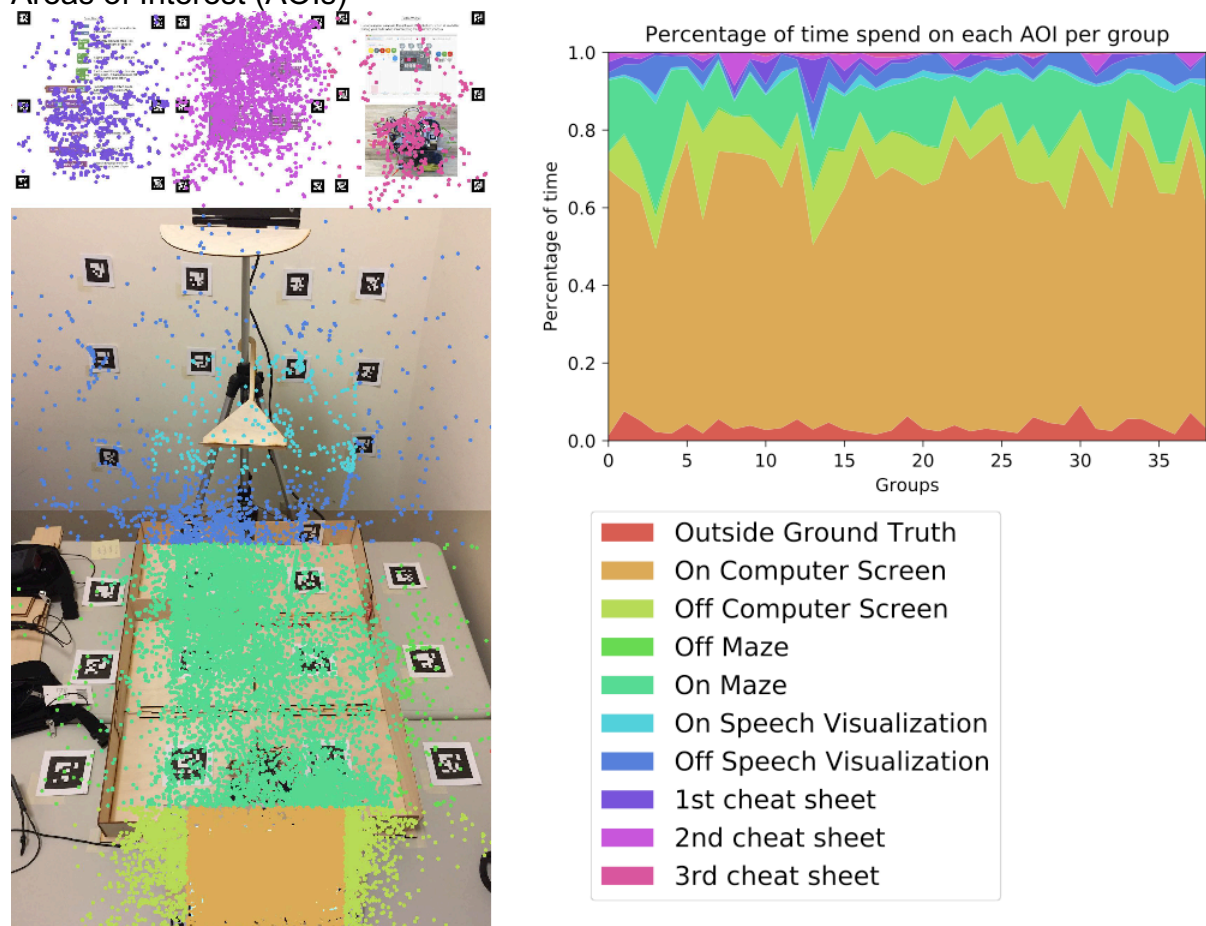 Areas of Interest (AOIs)
Percentage of time spend on each AOI per group
1.0
0.8
0.6
0.4
0.2
0.0
Percentage of time
0 5 10 15 20 25 30 35
Groups
Outside Ground Truth
On Computer Screen
Off Computer Screen
Off Maze
On Maze
On Speech Visualization
Off Speech Visualization
1st cheat sheet
2nd cheat sheet
3rd cheat sheet